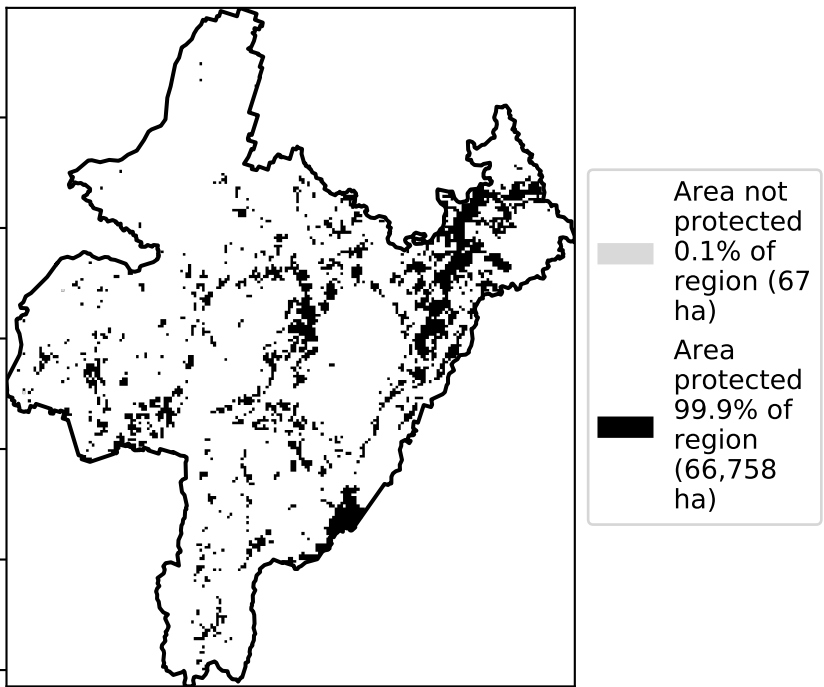 Area not
protected
0.1% of
region (67
ha)
Area
protected
99.9% of
region
(66,758
ha)